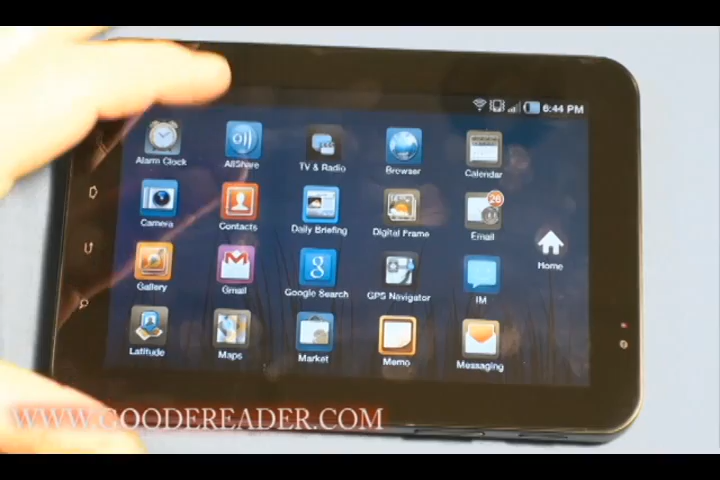 6:44 PM
Alarm Clock AllShare TV & Radio Browser Calendar
26
Camera Contacts Daily Briefing Digital Frame Email
Home
Gallery Gmail Google Search GPS Navigator IM
Latitude Maps Market Memo Messaging
WWW.GOODEREADER.COM